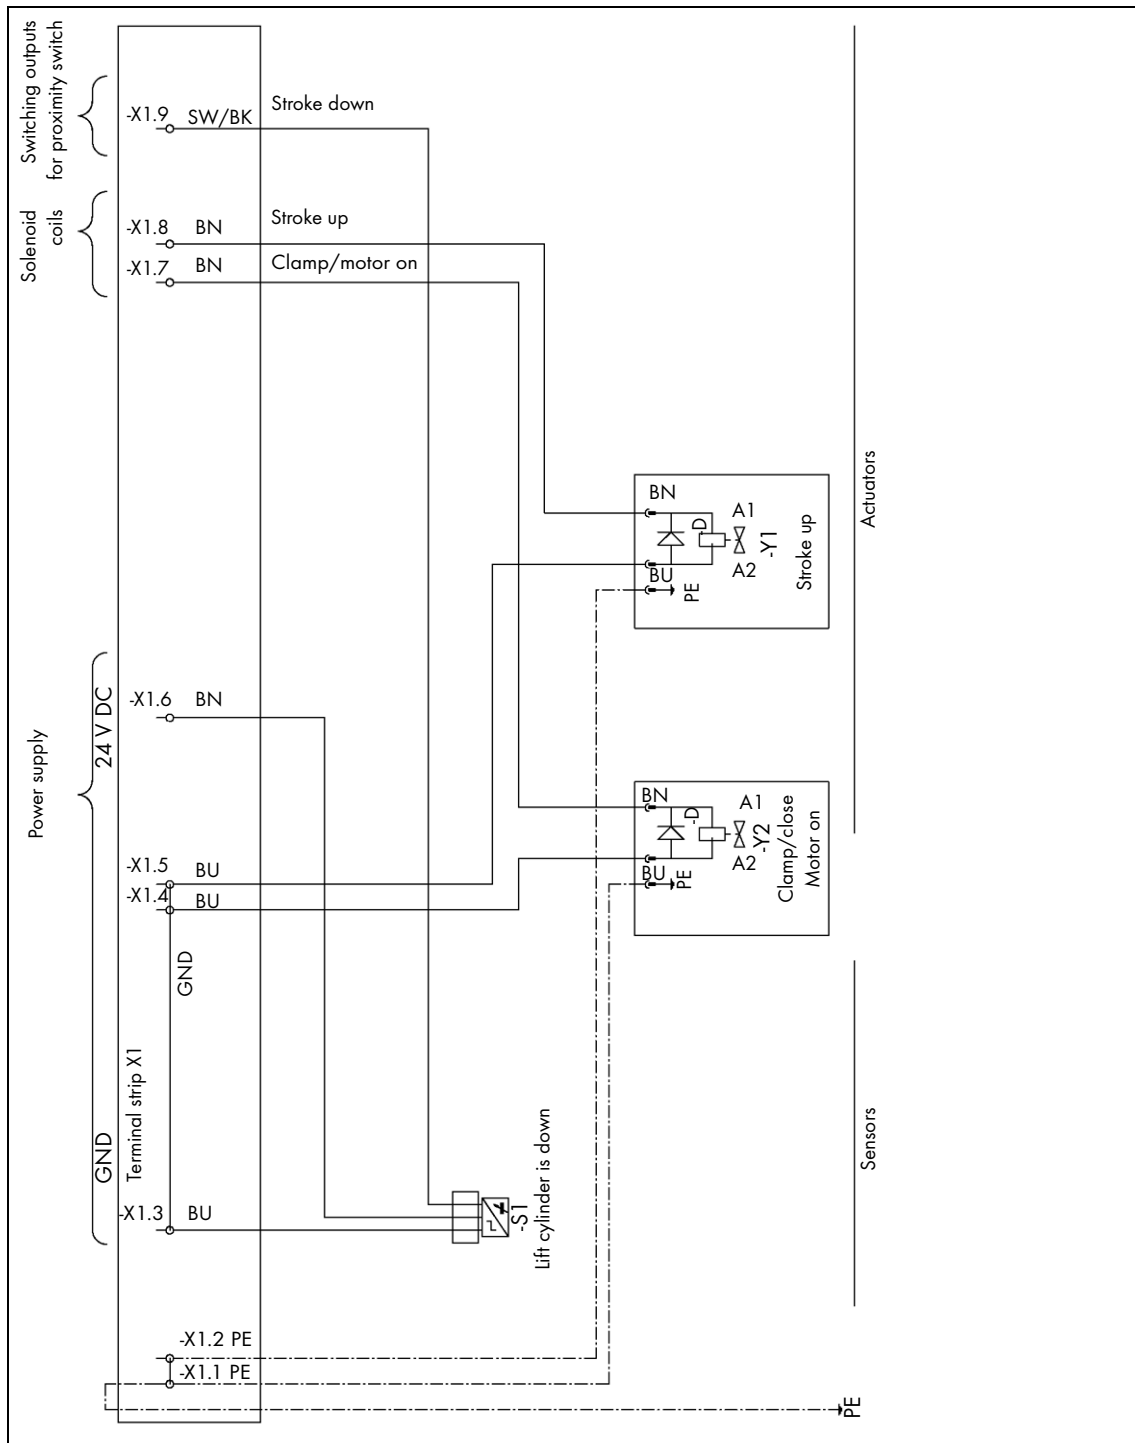 Switching outputs
for proximity switch
-X1.9
SW/BK
Stroke down
Solenoid
coils
-X1.8
BN
Stroke up
-X1.7
BN
Clamp/motor on
Power supply
24 V DC
-X1.6
BN
-X1.5
BU
-X1.4
BU
GND
GND
Terminal strip X1
-X1.3
BU
-X1.2 PE
-X1.1 PE
BN
-D
A1
A2
-Y1
Stroke up
BU
PE
BN
-D
A1
A2
-Y2
Clamp/close
Motor on
BU
PE
Actuators
Sensors
-S1
Lift cylinder is down
PE